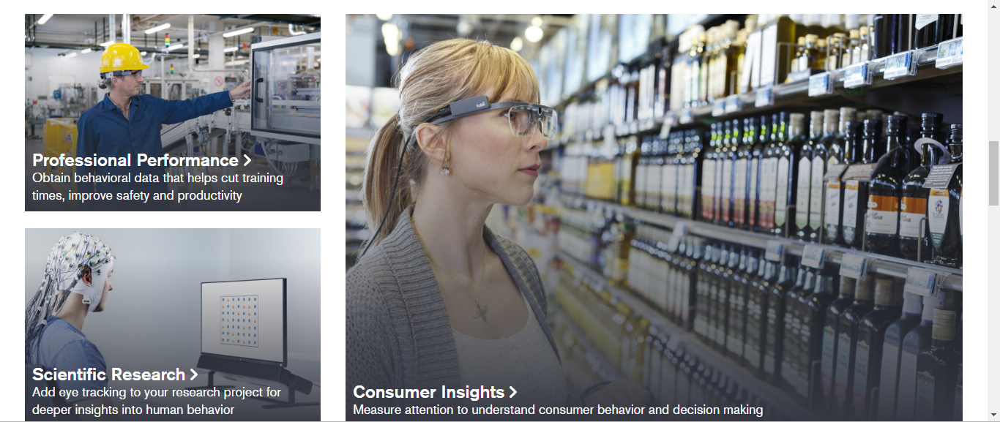 Professional Performance
Obtain behavioral data that helps cut training
times, improve safety and productivity
Scientific Research
Add eye tracking to your research project for
deeper insights into human behavior
Consumer Insights
Measure attention to understand consumer behavior and decision making